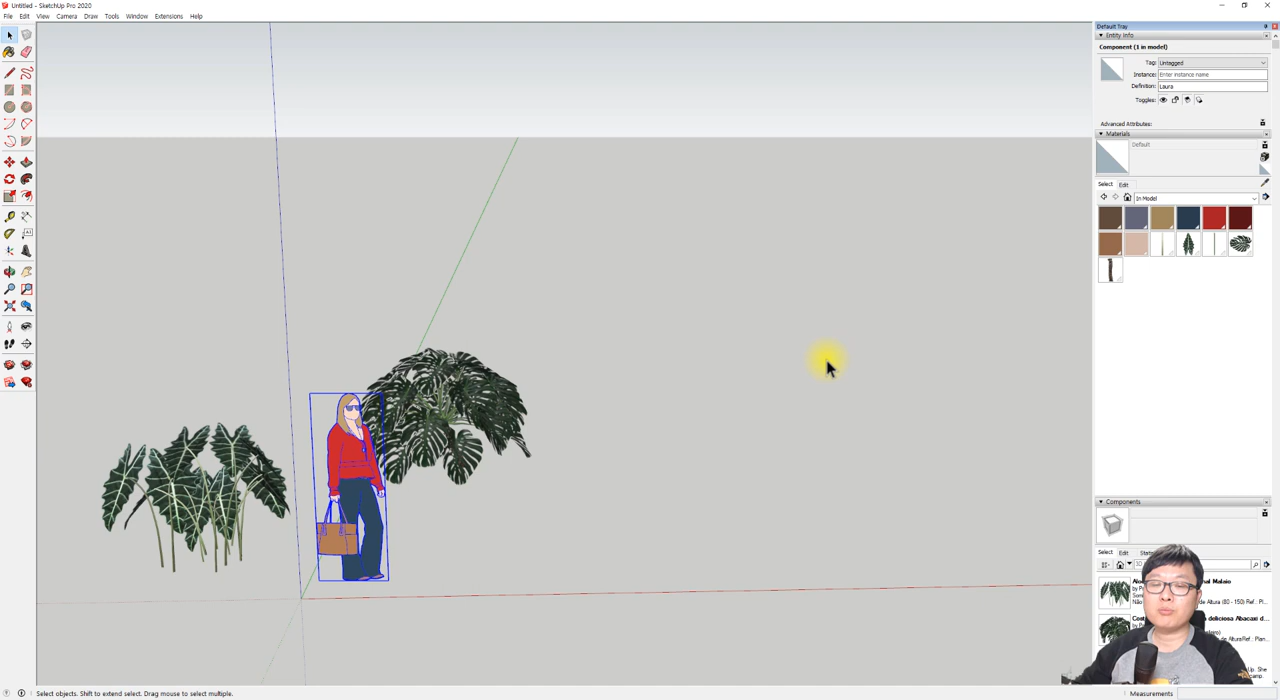 Untitled - SketchUp Pro 2020
File Edit View Camera Draw Tools Window Extensions Help
Default Tray
Entity Info
Component (1 in model)
Tag: Untagged
Instance: Enter instance name
Definition: Laura
Toggles:
Advanced Attributes:
Materials
Default
Select Edit
In Model
Components
Select Edit
by
by
Select objects. Shift to extend select. Drag mouse to select multiple.
Measurements